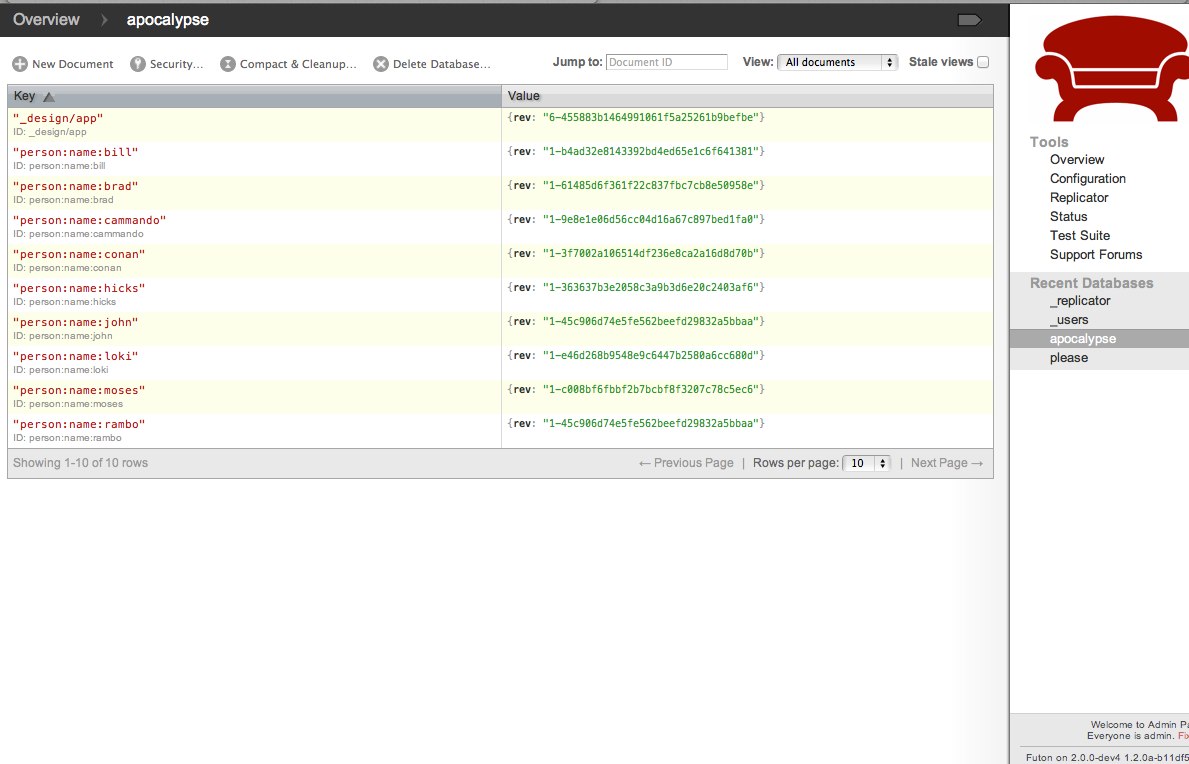 Overview apocalypse
New Document Security... Compact & Cleanup... Delete Database... Jump to: Document ID View: All documents Stale views
Key Value
"_design/app" {rev: "6-455883b1464991061f5a25261b9befbe"}
ID: _design/app
"person:name:bill" {rev: "1-b4ad32e8143392bd4ed65e1c6f641381"}
ID: person:name:bill
"person:name:brad" {rev: "1-61485d6f361f22c837fbc7cb8e50958e"}
ID: person:name:brad
"person:name:cammando" {rev: "1-9e8e1e06d56cc04d16a67c897bed1fa0"}
ID: person:name:cammando
"person:name:conan" {rev: "1-3f7002a106514df236e8ca2a16d8d70b"}
ID: person:name:conan
"person:name:hicks" {rev: "1-363637b3e2058c3a9b3d6e20c2403af6"}
ID: person:name:hicks
"person:name:john" {rev: "1-45c906d74e5fe562beefd29832a5bbaa"}
ID: person:name:john
"person:name:loki" {rev: "1-e46d268b9548e9c6447b2580a6cc680d"}
ID: person:name:loki
"person:name:moses" {rev: "1-c008bf6fbbf2b7bcbf8f3207c78c5ec6"}
ID: person:name:moses
"person:name:rambo" {rev: "1-45c906d74e5fe562beefd29832a5bbaa"}
ID: person:name:rambo
Showing 1-10 of 10 rows ← Previous Page | Rows per page: 10 | Next Page →
Tools
Overview
Configuration
Replicator
Status
Test Suite
Support Forums
Recent Databases
_replicator
_users
apocalypse
please
Welcome to Admin Pa
Everyone is admin. Fix
Futon on 2.0.0-dev4 1.2.0a-b11df5